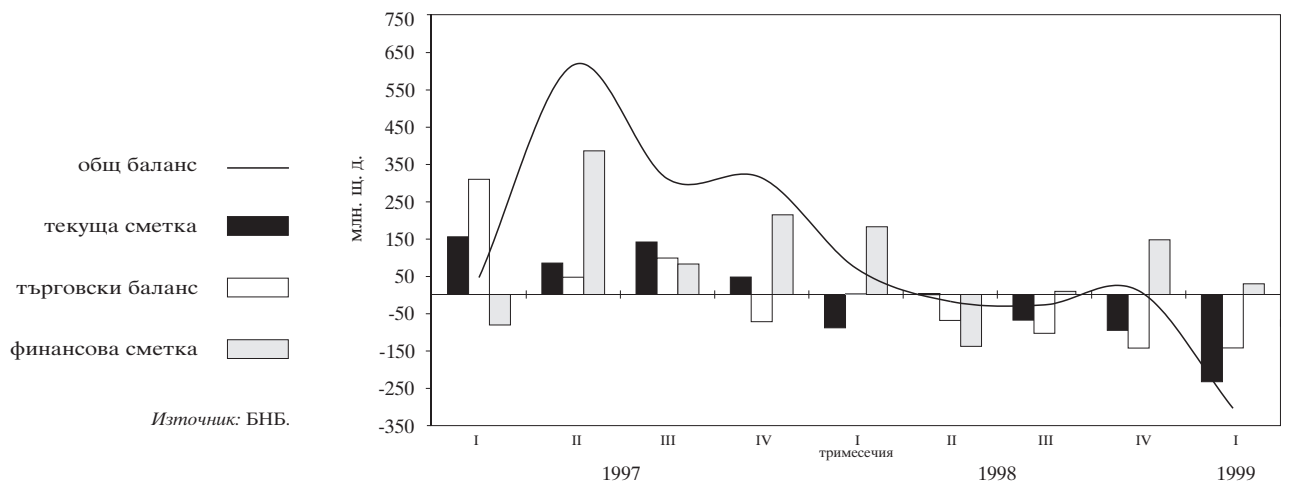 общ баланс
текуща сметка
търговски баланс
финансова сметка
Източник: БНБ.
млн. щ. д.
750
650
550
450
350
250
150
50
-50
-150
-250
-350
I II III IV I II III IV I
тримесечия
1997 1998 1999